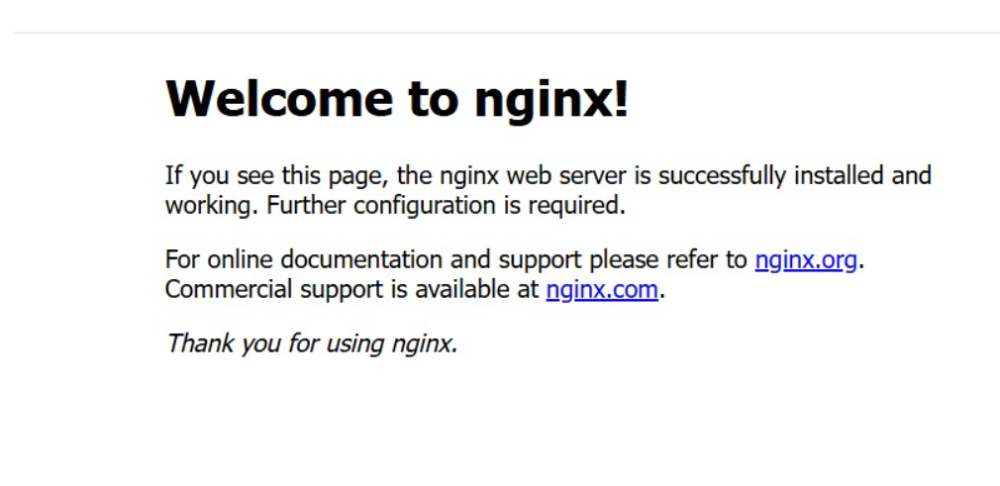 Welcome to nginx!
If you see this page, the nginx web server is successfully installed and
working. Further configuration is required.
For online documentation and support please refer to nginx.org.
Commercial support is available at nginx.com.
Thank you for using nginx.